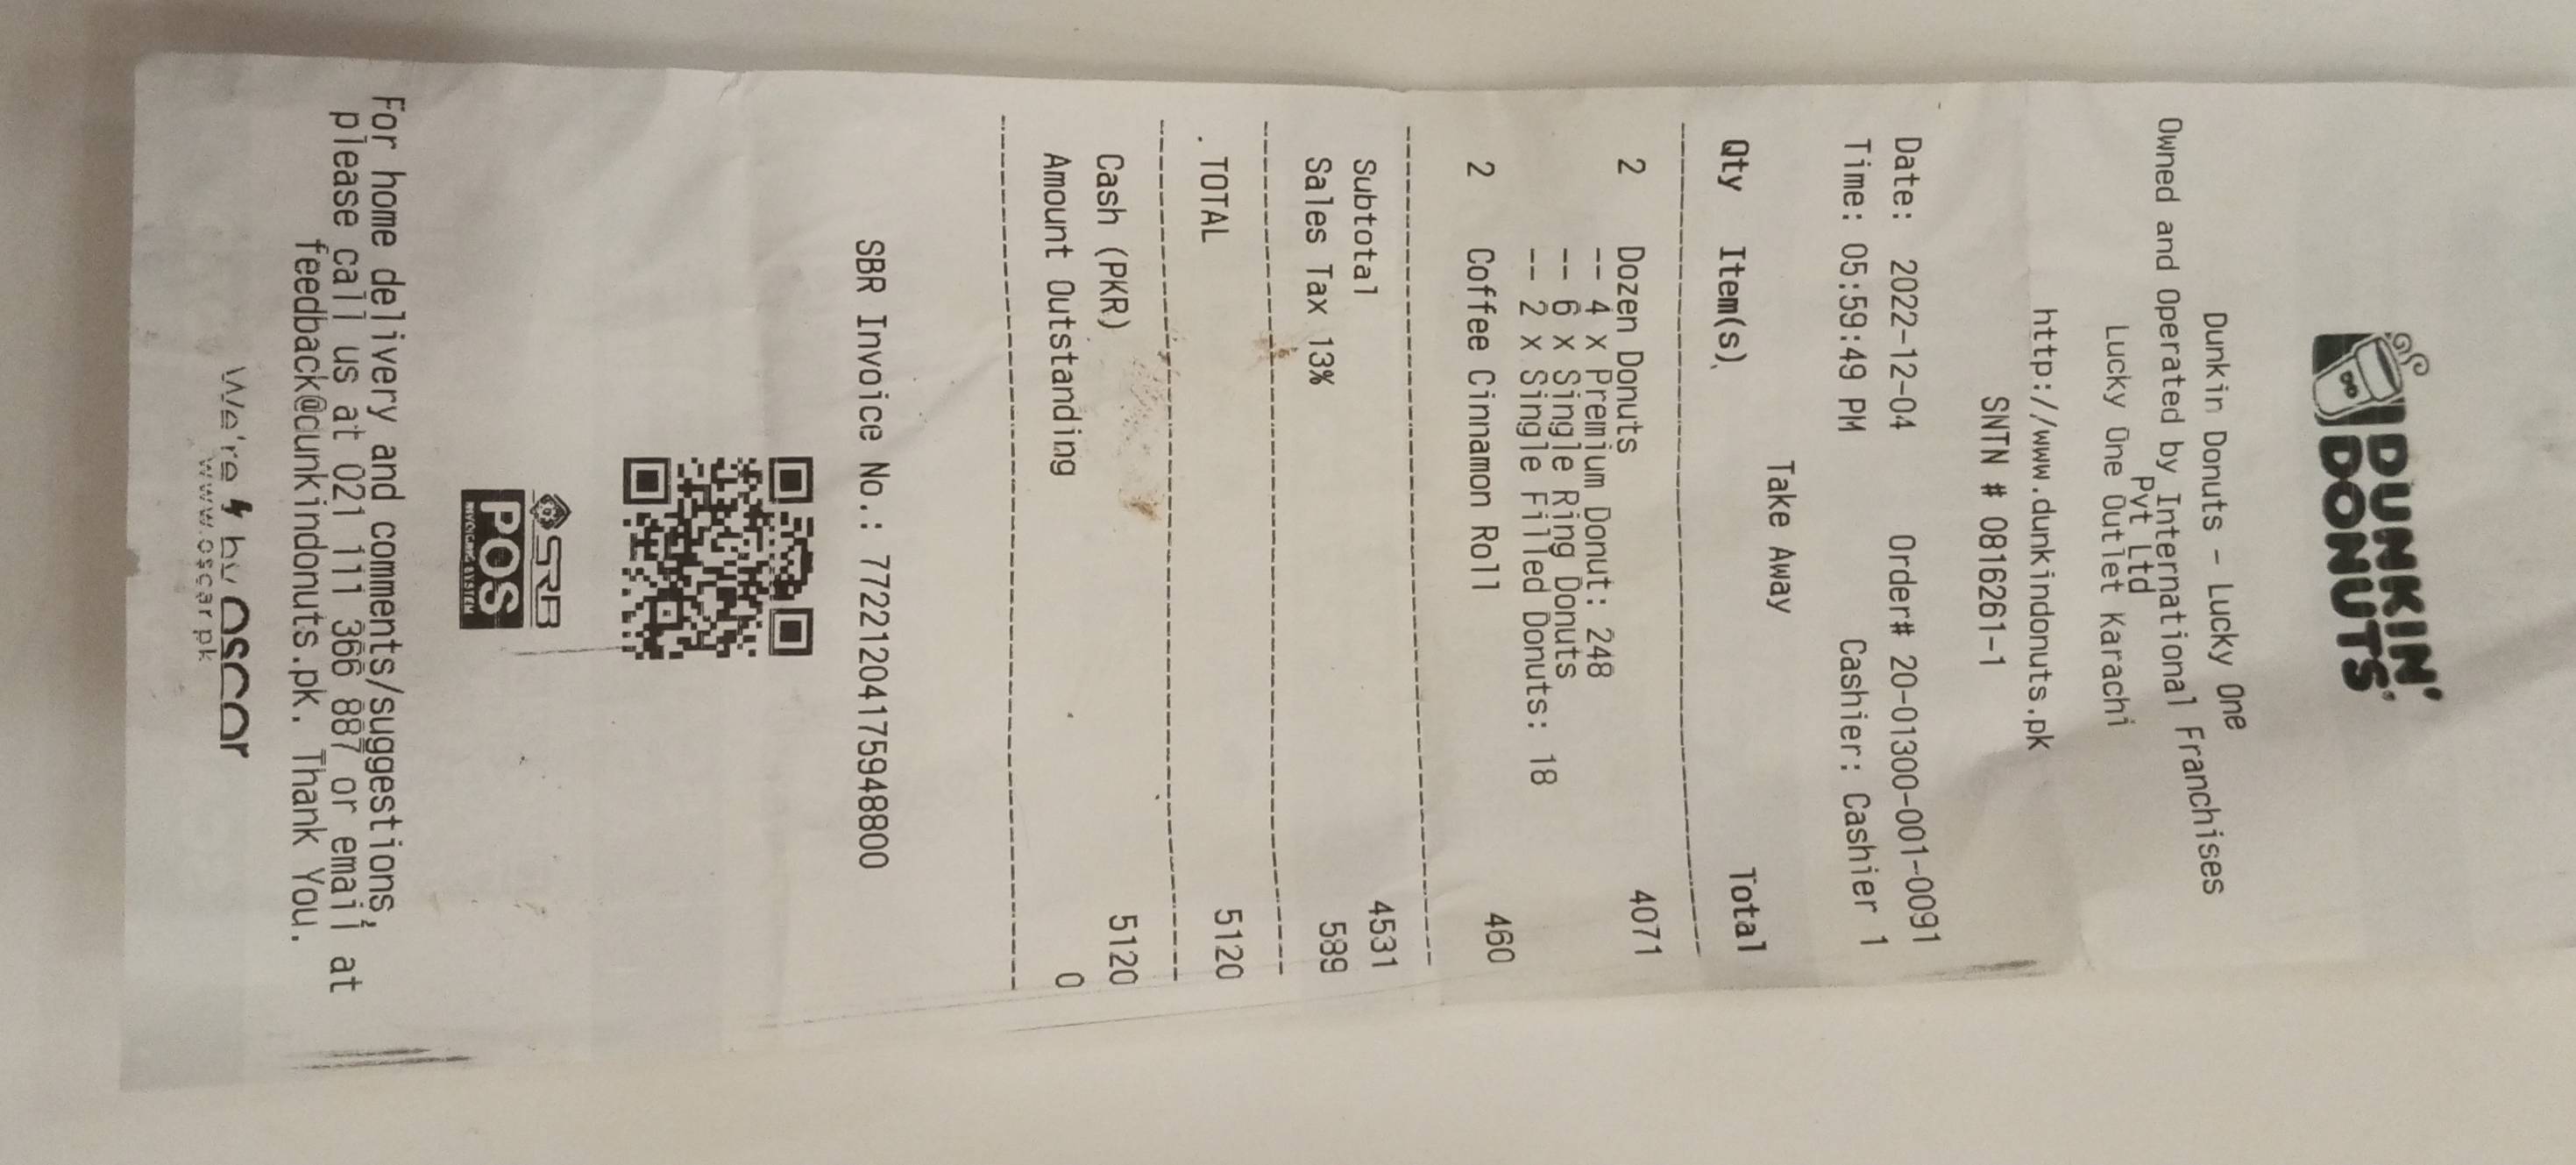 DUNKIN'
DONUTS
Dunkin Donuts - Lucky One
Owned and Operated by International Franchises
Pvt Ltd
Lucky One Outlet Karachi
http://www.dunkindonuts.pk
SNTN # 0816261-1
Date: 2022-12-04 Order# 20-01300-001-0091
Time: 05:59:49 PM Cashier: Cashier 1
Take Away
Qty Item(s) Total
2 Dozen Donuts 4071
-- 4 x Premium Donut: 248
-- 6 x Single Ring Donuts
-- 2 x Single Filled Donuts: 18
2 Coffee Cinnamon Roll 460
Subtotal 4531
Sales Tax 13% 589
TOTAL 5120
Cash (PKR) 5120
Amount Outstanding 0
SBR Invoice No.: 77221204175948800
SRB
POS
INVOICING SYSTEM
For home delivery and comments/suggestions,
please call us at 021 111 366 887 or email at
feedback@dunkindonuts.pk. Thank You.
We're by oscar
www.oscar.pk